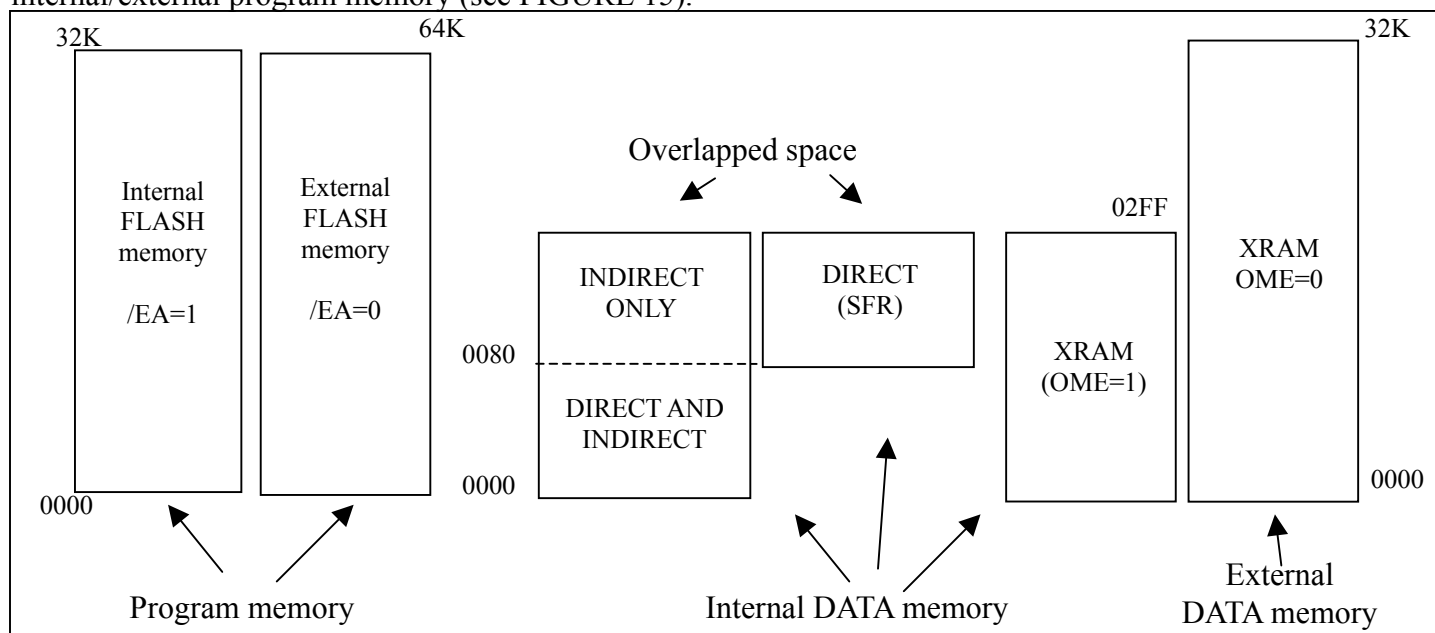 internal/external program memory (see FIGURE 15).
32K
64K
32K
Internal
FLASH
memory
/EA=1
External
FLASH
memory
/EA=0
0000
Program memory
Overlapped space
INDIRECT
ONLY
DIRECT
(SFR)
0080
DIRECT AND
INDIRECT
0000
02FF
XRAM
(OME=1)
XRAM
OME=0
0000
Internal DATA memory
External
DATA memory